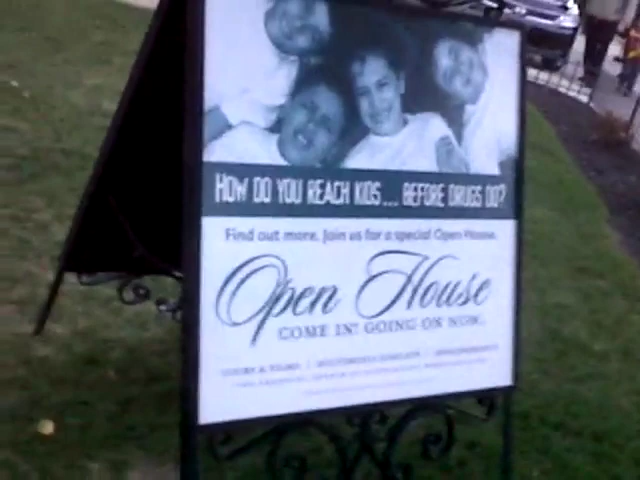 HOW DO YOU REACH KIDS... BEFORE DRUGS DO?
Find out more. Join us for a special Open House.
Open House
COME IN! GOING ON NOW.